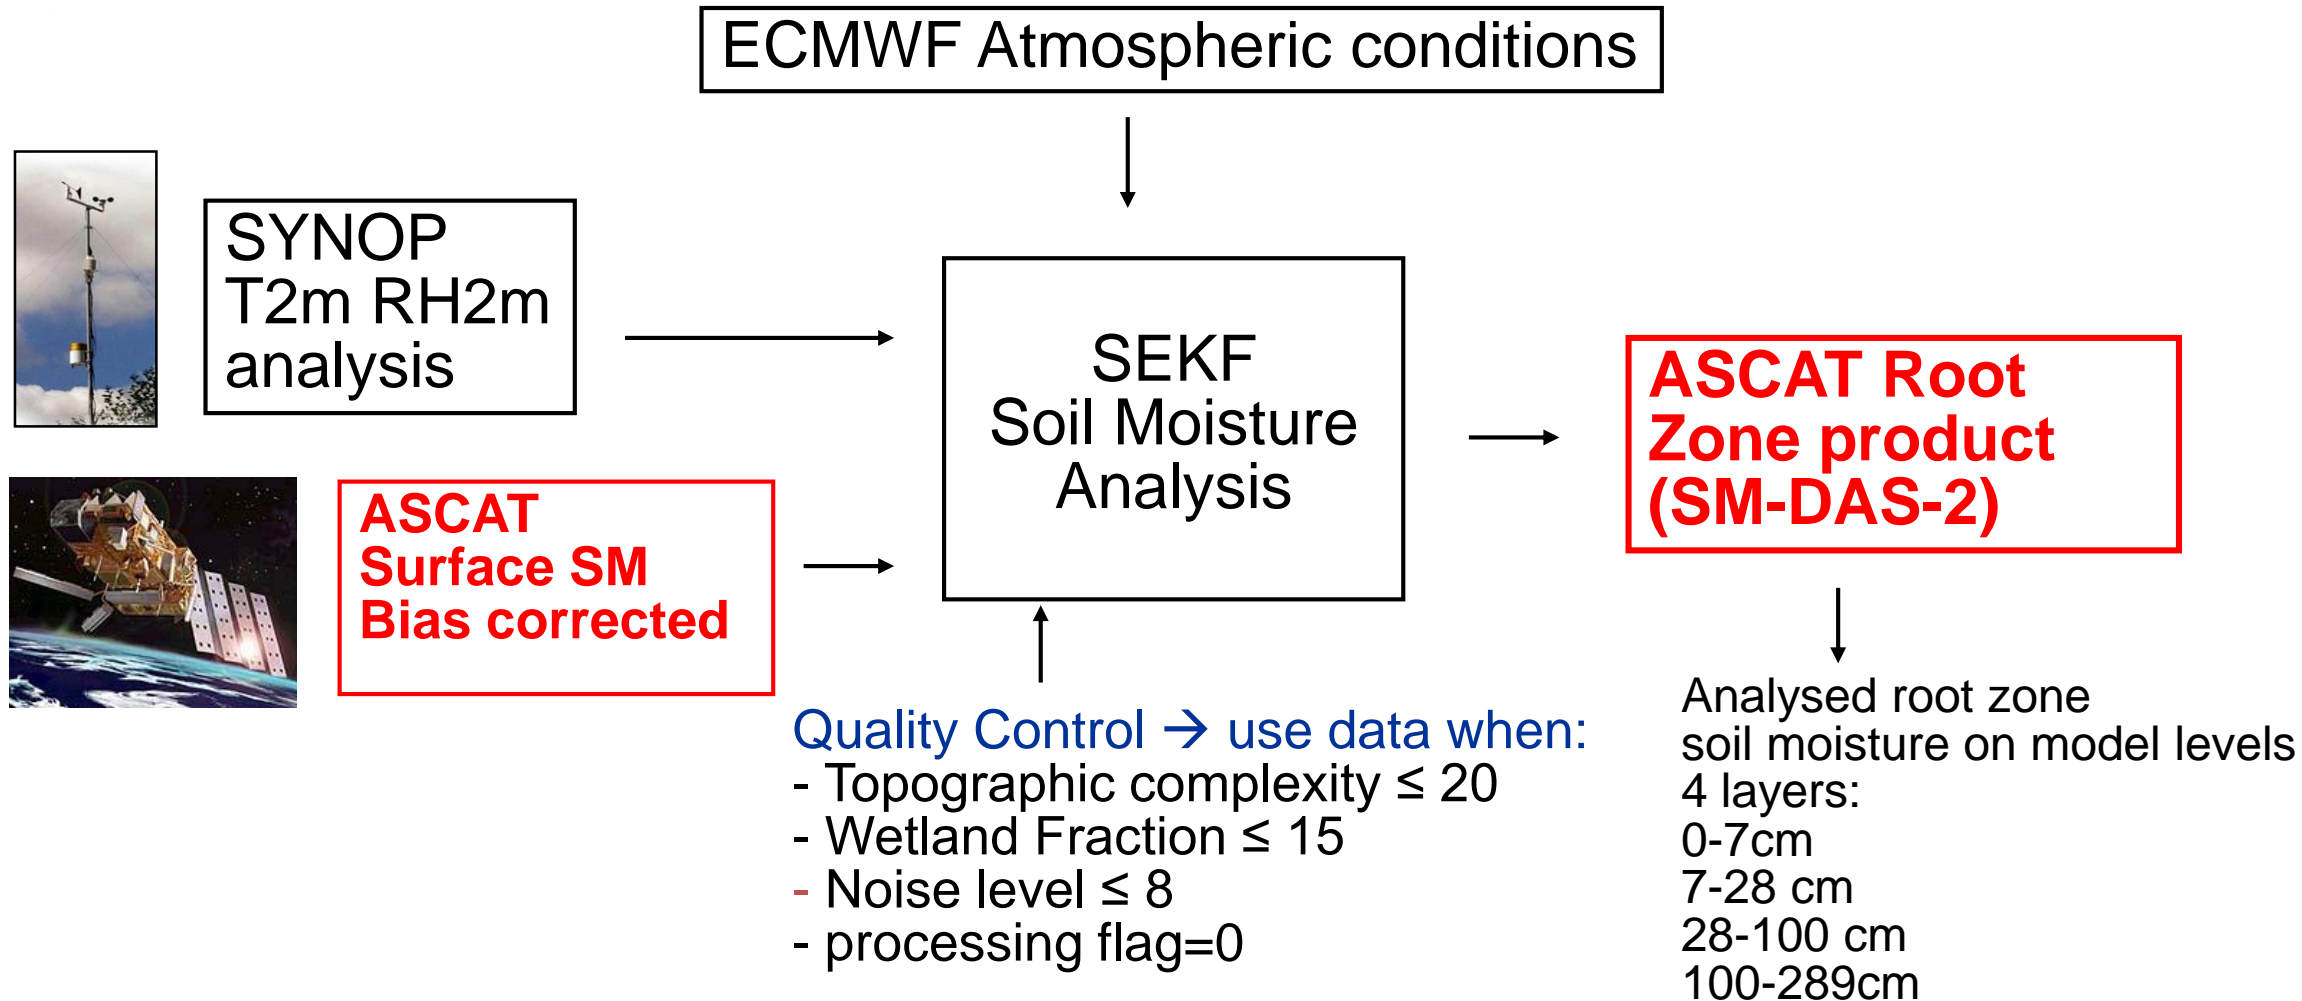 ECMWF Atmospheric conditions
SYNOP
T2m RH2m
analysis
ASCAT
Surface SM
Bias corrected
SEKF
Soil Moisture
Analysis
ASCAT Root
Zone product
(SM-DAS-2)
Quality Control → use data when:
- Topographic complexity ≤ 20
- Wetland Fraction ≤ 15
- Noise level ≤ 8
- processing flag=0
Analysed root zone
soil moisture on model levels
4 layers:
0-7cm
7-28 cm
28-100 cm
100-289cm